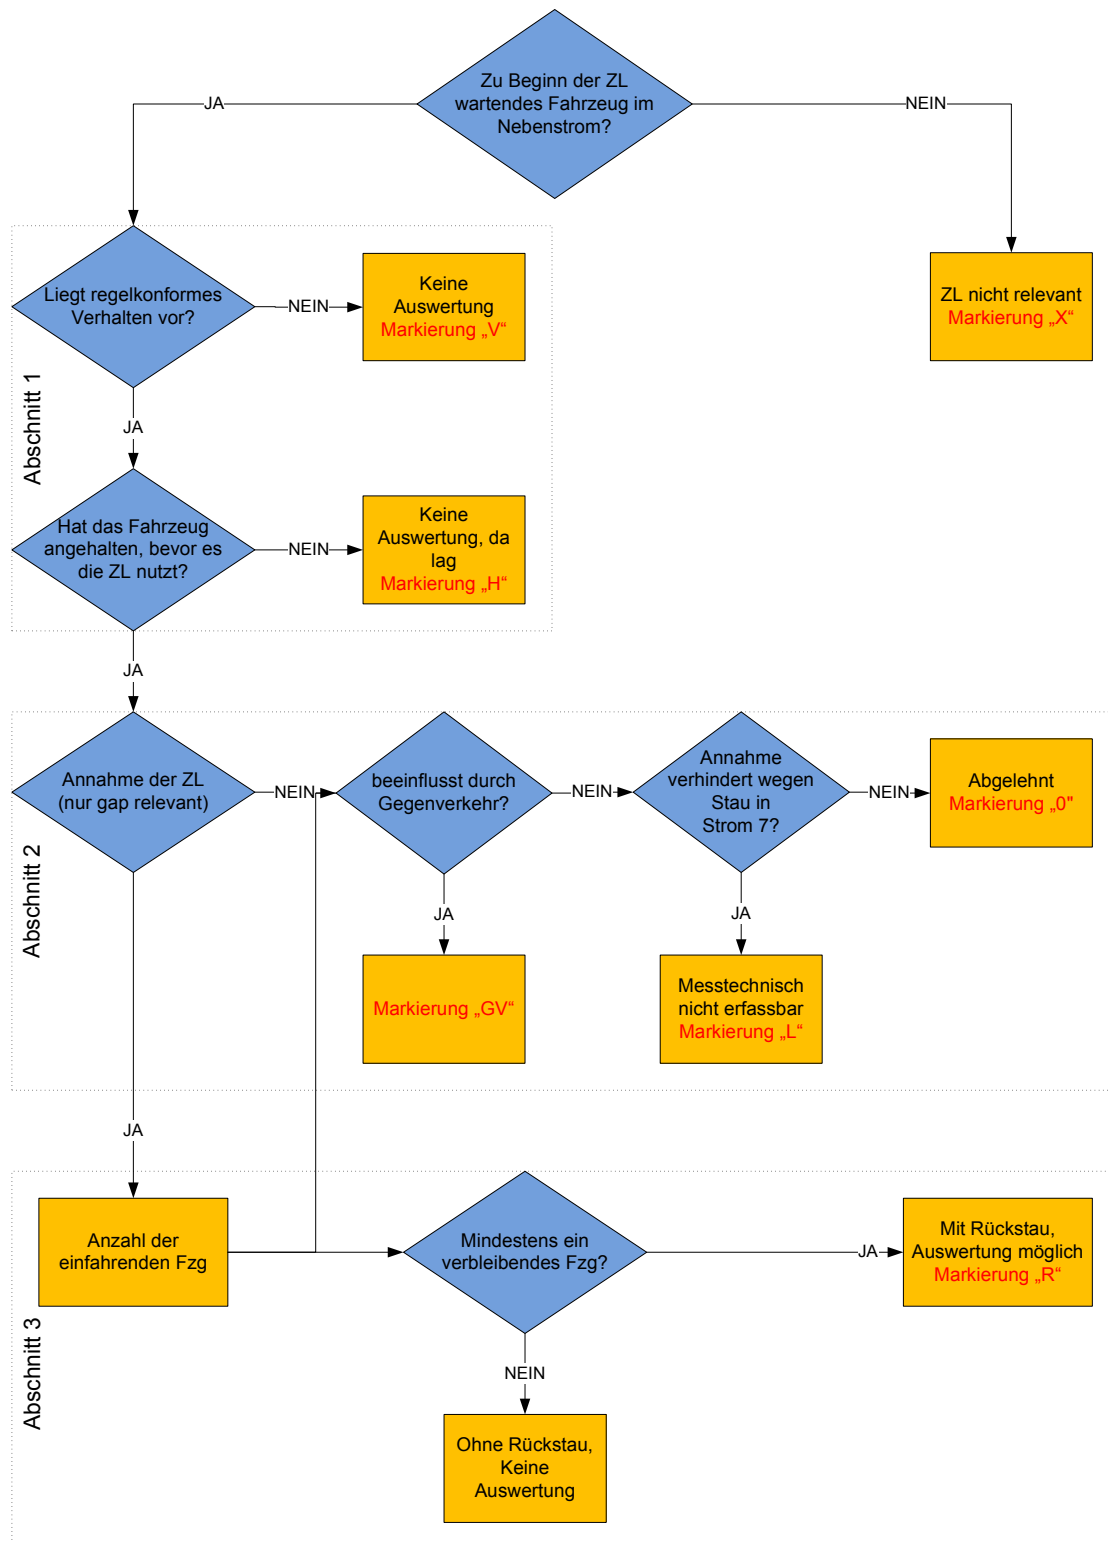 Zu Beginn der ZL
wartendes Fahrzeug im
Nebenstrom?
JA
NEIN
Abschnitt 1
Liegt regelkonformes
Verhalten vor?
NEIN
Keine
Auswertung
Markierung „V“
ZL nicht relevant
Markierung „X“
JA
Hat das Fahrzeug
angehalten, bevor es
die ZL nutzt?
NEIN
Keine
Auswertung, da
lag
Markierung „H“
JA
Abschnitt 2
Annahme der ZL
(nur gap relevant)
NEIN
beeinflusst durch
Gegenverkehr?
NEIN
Annahme
verhindert wegen
Stau in
Strom 7?
NEIN
Abgelehnt
Markierung „0"
JA
JA
Markierung „GV“
Messtechnisch
nicht erfassbar
Markierung „L“
JA
Abschnitt 3
Anzahl der
einfahrenden Fzg
Mindestens ein
verbleibendes Fzg?
JA
Mit Rückstau,
Auswertung möglich
Markierung „R“
NEIN
Ohne Rückstau,
Keine
Auswertung